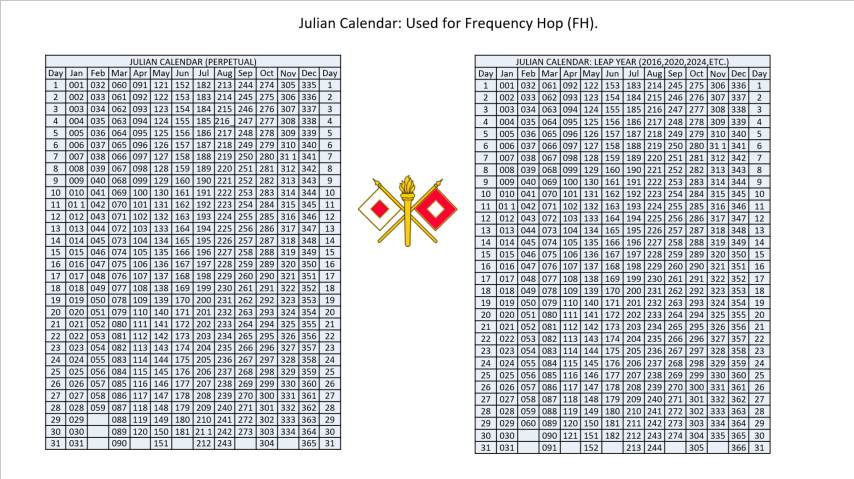 Julian Calendar: Used for Frequency Hop (FH).
JULIAN CALENDAR (PERPETUAL)
Day Jan Feb Mar Apr May Jun Jul Aug Sep Oct Nov Dec Day
1 001 032 060 091 121 152 182 213 244 274 305 335 1
2 002 033 061 092 122 153 183 214 245 275 306 336 2
3 003 034 062 093 123 154 184 215 246 276 307 337 3
4 004 035 063 094 124 155 185 216 _ 247 277 308 338 4
5 005 036 064 095 125 156 186 217 248 278 309 339 5
6 006 037 065 096 126 157 187 218 249 279 310 340 6
7 007 038 066 097 127 158 188 219 250 280 31 1 341 7
8 008 039 067 098 128 159 189 220 251 281 312 342 8
9 009 040 068 099 129 160 190 221 252 282 313 343 9
10 010 041 069 100 130 161 191 222 253 283 314 344 10
11 01 1 042 070 101 131 162 192 223 254 284 315 345 11
12 012 043 071 102 132 163 193 224 255 285 316 346 12
13 013 044 072 103 133 164 194 225 256 286 317 347 13
14 014 045 073 104 134 165 195 226 257 287 318 348 14
15 015 046 074 105 135 166 196 227 258 288 319 349 15
16 016 047 075 106 136 167 197 228 259 289 320 350 16
17 017 048 076 107 137 168 198 229 260 290 321 351 17
18 018 049 077 108 138 169 199 230 261 291 322 352 18
19 019 050 078 109 139 170 200 231 262 292 323 353 19
20 020 051 079 110 140 171 201 232 263 293 324 354 20
21 021 052 080 111 141 172 202 233 264 294 325 355 21
22 022 053 081 112 142 173 203 234 265 295 326 356 22
23 023 054 082 113 143 174 204 235 266 296 327 357 23
24 024 055 083 114 144 175 205 236 267 297 328 358 24
25 025 056 084 115 145 176 206 237 268 298 329 359 25
26 026 057 085 116 146 177 207 238 269 299 330 360 26
27 027 058 086 117 147 178 208 239 270 300 331 361 27
28 028 059 087 118 148 179 209 240 271 301 332 362 28
29 029 088 119 149 180 210 241 272 302 333 363 29
30 030 089 120 150 181 21 1 242 273 303 334 364 30
31 031 090 151 212 243 304 365 31
JULIAN CALENDAR: LEAP YEAR (2016,2020,2024,ETC.)
Day Jan Feb Mar Apr May Jun Jul Aug Sep Oct Nov Dec Day
1 001 032 061 092 122 153 183 214 245 275 306 336 1
2 002 033 062 093 123 154 184 215 246 276 307 337 2
3 003 034 063 094 124 155 185 216 247 277 308 338 3
4 004 035 064 095 125 156 186 217 248 278 309 339 4
5 005 036 065 096 126 157 187 218 249 279 310 340 5
6 006 037 066 097 127 158 188 219 250 280 31 1 341 6
7 007 038 067 098 128 159 189 220 251 281 312 342 7
8 008 039 068 099 129 160 190 221 252 282 313 343 8
9 009 040 069 100 130 161 191 222 253 283 314 344 9
10 010 041 070 101 131 162 192 223 254 284 315 345 10
11 01 1 042 071 102 132 163 193 224 255 285 316 346 11
12 012 043 072 103 133 164 194 225 256 286 317 347 12
13 013 044 073 104 134 165 195 226 257 287 318 348 13
14 014 045 074 105 135 166 196 227 258 288 319 349 14
15 015 046 075 106 136 167 197 228 259 289 320 350 15
16 016 047 076 107 137 168 198 229 260 290 321 351 16
17 017 048 077 108 138 169 199 230 261 291 322 352 17
18 018 049 078 109 139 170 200 231 262 292 323 353 18
19 019 050 079 110 140 171 201 232 263 293 324 354 19
20 020 051 080 111 141 172 202 233 264 294 325 355 20
21 021 052 081 112 142 173 203 234 265 295 326 356 21
22 022 053 082 113 143 174 204 235 266 296 327 357 22
23 023 054 083 114 144 175 205 236 267 297 328 358 23
24 024 055 084 115 145 176 206 237 268 298 329 359 24
25 025 056 085 116 146 177 207 238 269 299 330 360 25
26 026 057 086 117 147 178 208 239 270 300 331 361 26
27 027 058 087 118 148 179 209 240 271 301 332 362 27
28 028 059 088 119 149 180 210 241 272 302 333 363 28
29 029 060 089 120 150 181 211 242 273 303 334 364 29
30 030 090 121 151 182 212 243 274 304 335 365 30
31 031 091 152 213 244 305 366 31